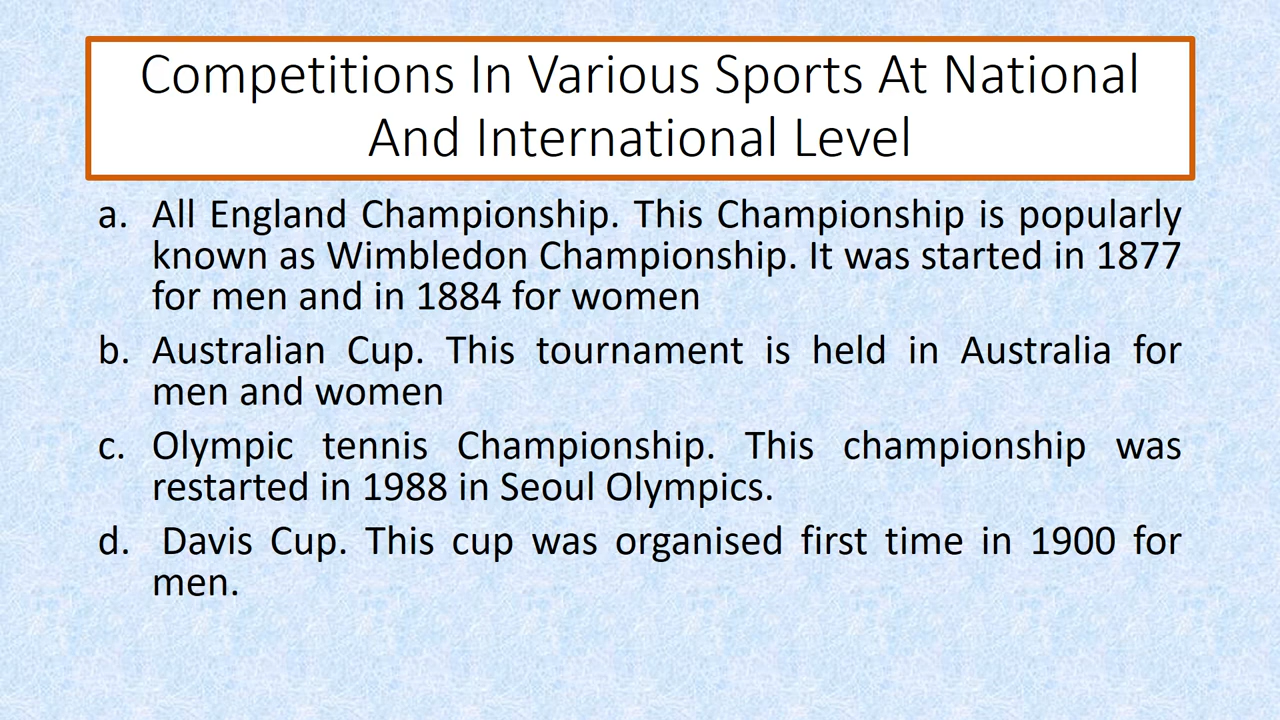 Competitions In Various Sports At National
And International Level
a. All England Championship. This Championship is popularly
known as Wimbledon Championship. It was started in 1877
for men and in 1884 for women
b. Australian Cup. This tournament is held in Australia for
men and women
c. Olympic tennis Championship. This championship was
restarted in 1988 in Seoul Olympics.
d. Davis Cup. This cup was organised first time in 1900 for
men.